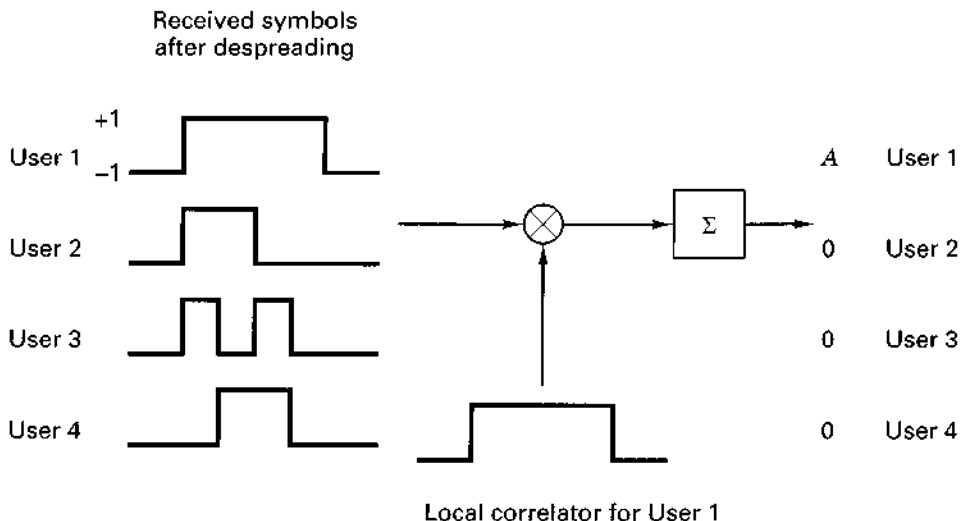 Received symbols
after despreading
+1
User 1
–1
A User 1
User 2
Σ
0 User 2
User 3
0 User 3
User 4
0 User 4
Local correlator for User 1